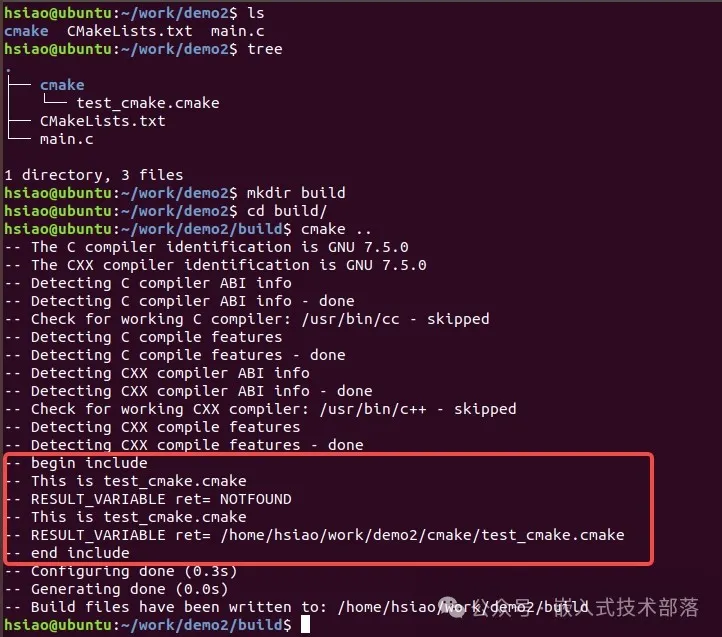 hsiao@ubuntu:~/work/demo2$ ls
cmake  CMakeLists.txt  main.c
hsiao@ubuntu:~/work/demo2$ tree
.
├── cmake
│   └── test_cmake.cmake
├── CMakeLists.txt
└── main.c

1 directory, 3 files
hsiao@ubuntu:~/work/demo2$ mkdir build
hsiao@ubuntu:~/work/demo2$ cd build/
hsiao@ubuntu:~/work/demo2/build$ cmake ..
-- The C compiler identification is GNU 7.5.0
-- The CXX compiler identification is GNU 7.5.0
-- Detecting C compiler ABI info
-- Detecting C compiler ABI info - done
-- Check for working C compiler: /usr/bin/cc - skipped
-- Detecting C compile features
-- Detecting C compile features - done
-- Detecting CXX compiler ABI info
-- Detecting CXX compiler ABI info - done
-- Check for working CXX compiler: /usr/bin/c++ - skipped
-- Detecting CXX compile features
-- Detecting CXX compile features - done
-- begin include
-- This is test_cmake.cmake
-- RESULT_VARIABLE ret= NOTFOUND
-- This is test_cmake.cmake
-- RESULT_VARIABLE ret= /home/hsiao/work/demo2/cmake/test_cmake.cmake
-- end include
-- Configuring done (0.3s)
-- Generating done (0.0s)
-- Build files have been written to: /home/hsiao/work/demo2/build
公众号 · 嵌入式技术部落
hsiao@ubuntu:~/work/demo2/build$